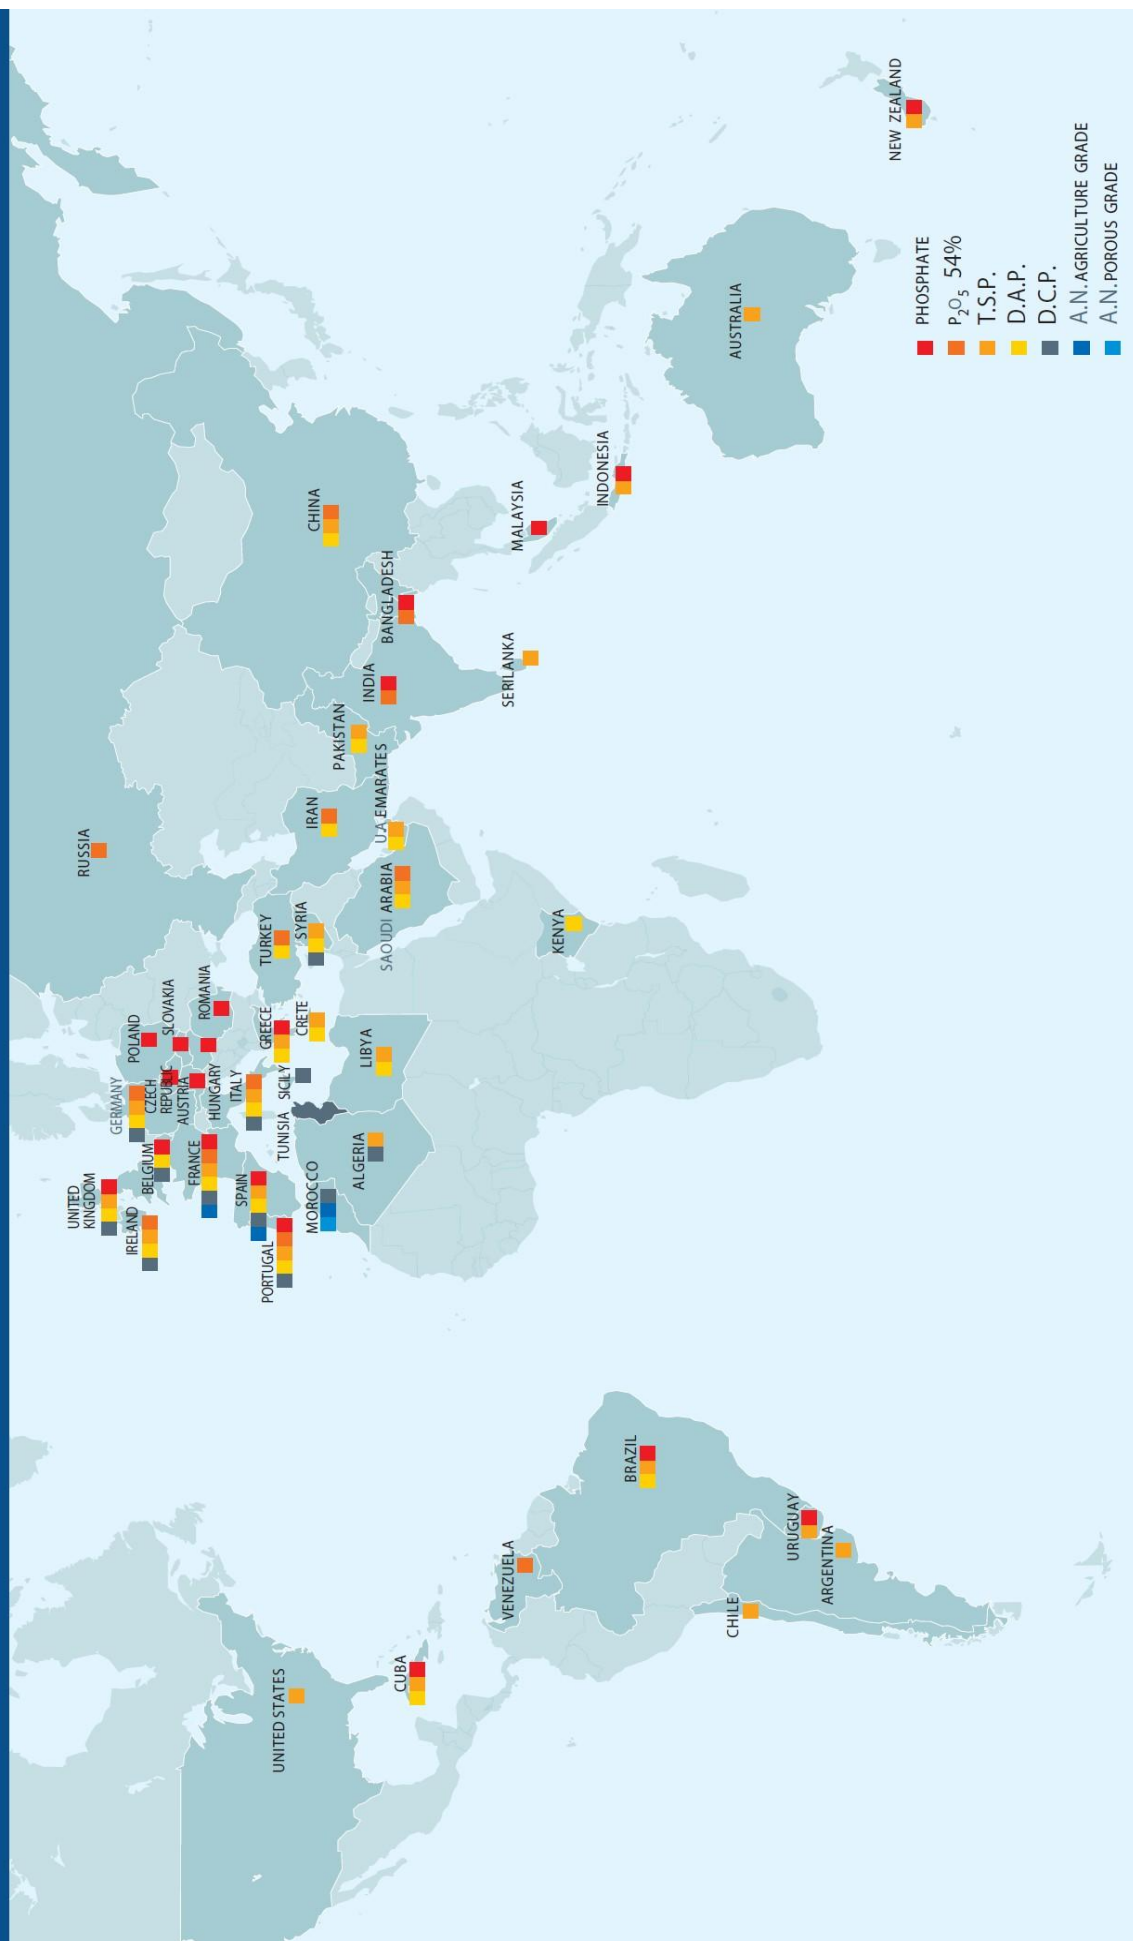 RUSSIA
UNITED
KINGDOM
IRELAND
GERMANY
POLAND
BELGIUM
CZECH
REPUBLIC
SLOVAKIA
AUSTRIA
FRANCE
HUNGARY
ROMANIA
SPAIN
ITALY
PORTUGAL
GREECE
TURKEY
SICILY
CRETE
SYRIA
TUNISIA
MOROCCO
ALGERIA
LIBYA
SAOUDI ARABIA
U.A EMARATES
IRAN
PAKISTAN
INDIA
BANGLADESH
CHINA
SERILANKA
MALAYSIA
INDONESIA
KENYA
AUSTRALIA
NEW ZEALAND
UNITED STATES
CUBA
VENEZUELA
BRAZIL
CHILE
URUGUAY
ARGENTINA
PHOSPHATE
P₂O₅ 54%
T.S.P.
D.A.P.
D.C.P.
A.N. AGRICULTURE GRADE
A.N. POROUS GRADE